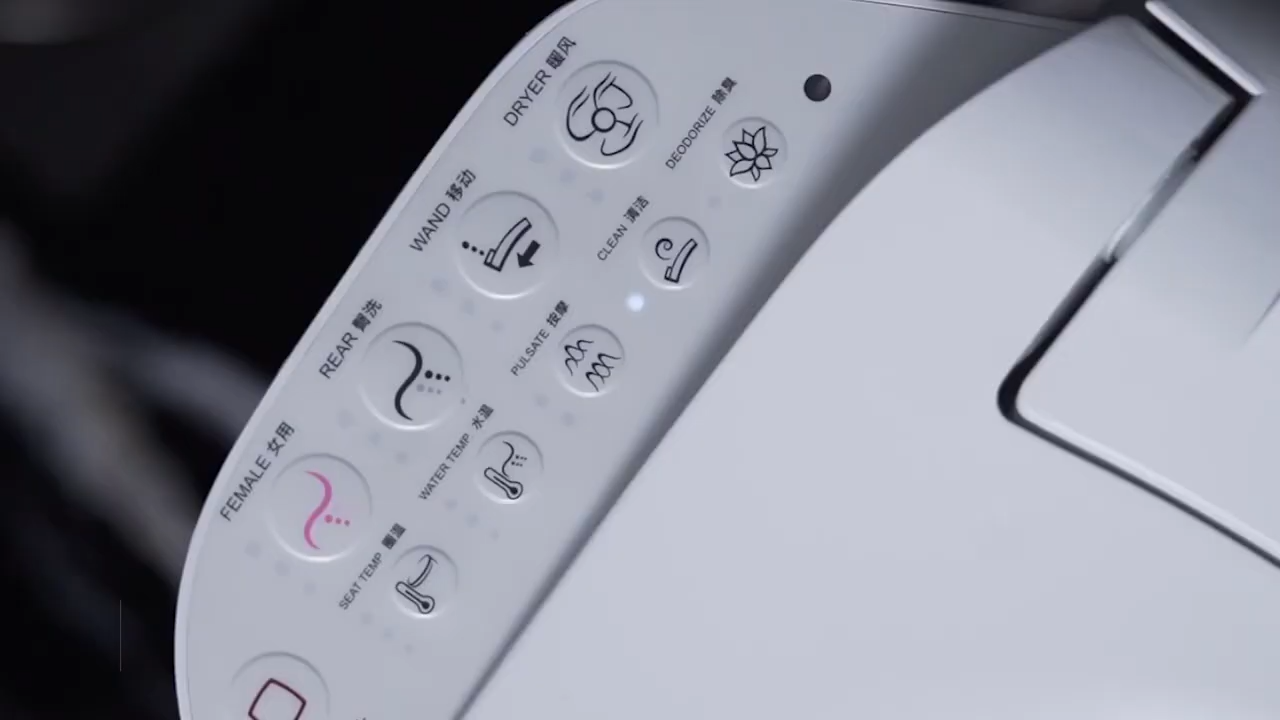 DRYER 暖风
DEODORIZE 除臭
WAND 移动
CLEAN 清洁
REAR 臀洗
PULSATE 按摩
FEMALE 女用
WATER TEMP 水温
SEAT TEMP 圈温